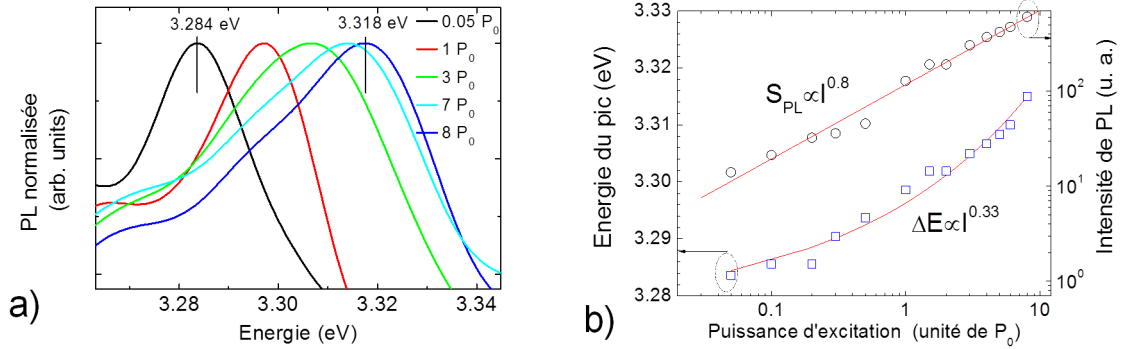 3.284 eV
3.318 eV
0.05 P₀
1 P₀
3 P₀
7 P₀
8 P₀
PL normalisée
(arb. units)
3.28
3.30
3.32
3.34
Energie (eV)
a)
3.33
3.32
3.31
3.30
3.29
3.28
Energie du pic (eV)
S_PL∝I^0.8
ΔE∝I^0.33
10²
10¹
10⁰
Intensité de PL (u. a.)
0.1
1
10
Puissance d'excitation (unité de P₀)
b)